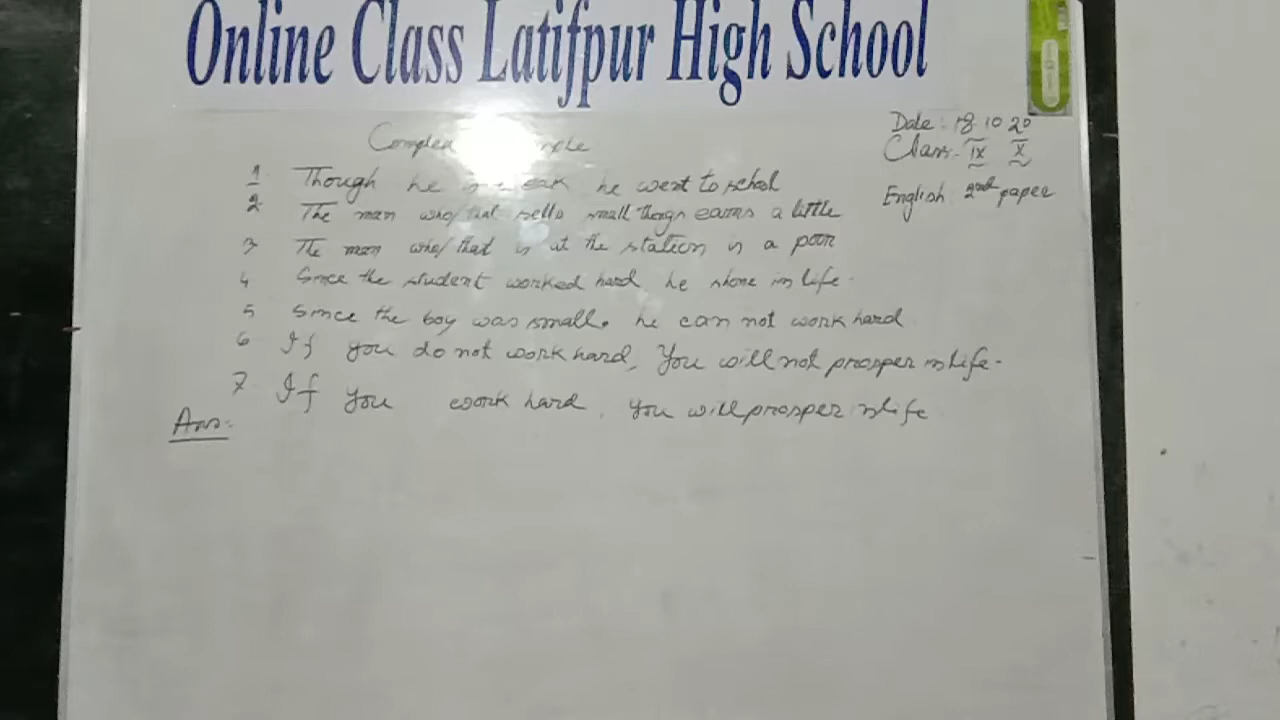 Online Class Latifpur High School
Date: 18 10 20
Class: IX X
English 2nd paper
1 Though he is weak he went to school
2 The man who/that sells small things earns a little
3 The man who/that is at the station is a poor
4 Since the student worked hard he shone in life.
5 Since the boy was small, he can not work hard
6 If you do not work hard, You will not prosper in life-
7 If you work hard, you will prosper in life
Ans: